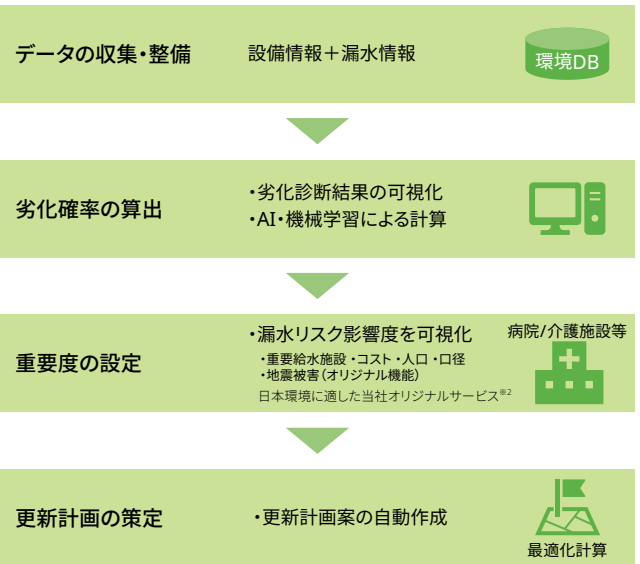 データの収集・整備
設備情報＋漏水情報
環境DB
劣化確率の算出
・劣化診断結果の可視化
・AI・機械学習による計算
重要度の設定
・漏水リスク影響度を可視化
・重要給水施設 ・コスト ・人口 ・口径
・地震被害（オリジナル機能）
日本環境に適した当社オリジナルサービス※2
病院/介護施設等
更新計画の策定
・更新計画案の自動作成
最適化計算